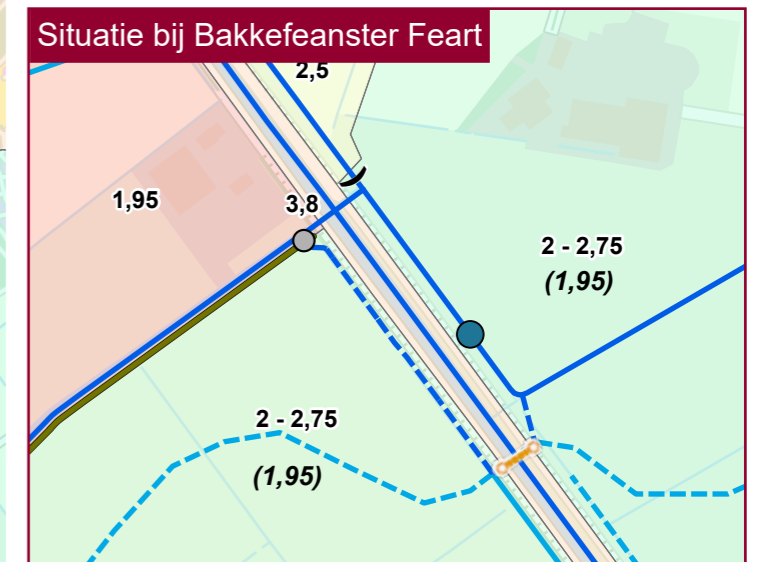 Situatie bij Bakkefeanster Feart
2,5
1,95
3,8
2 - 2,75
(1,95)
2 - 2,75
(1,95)